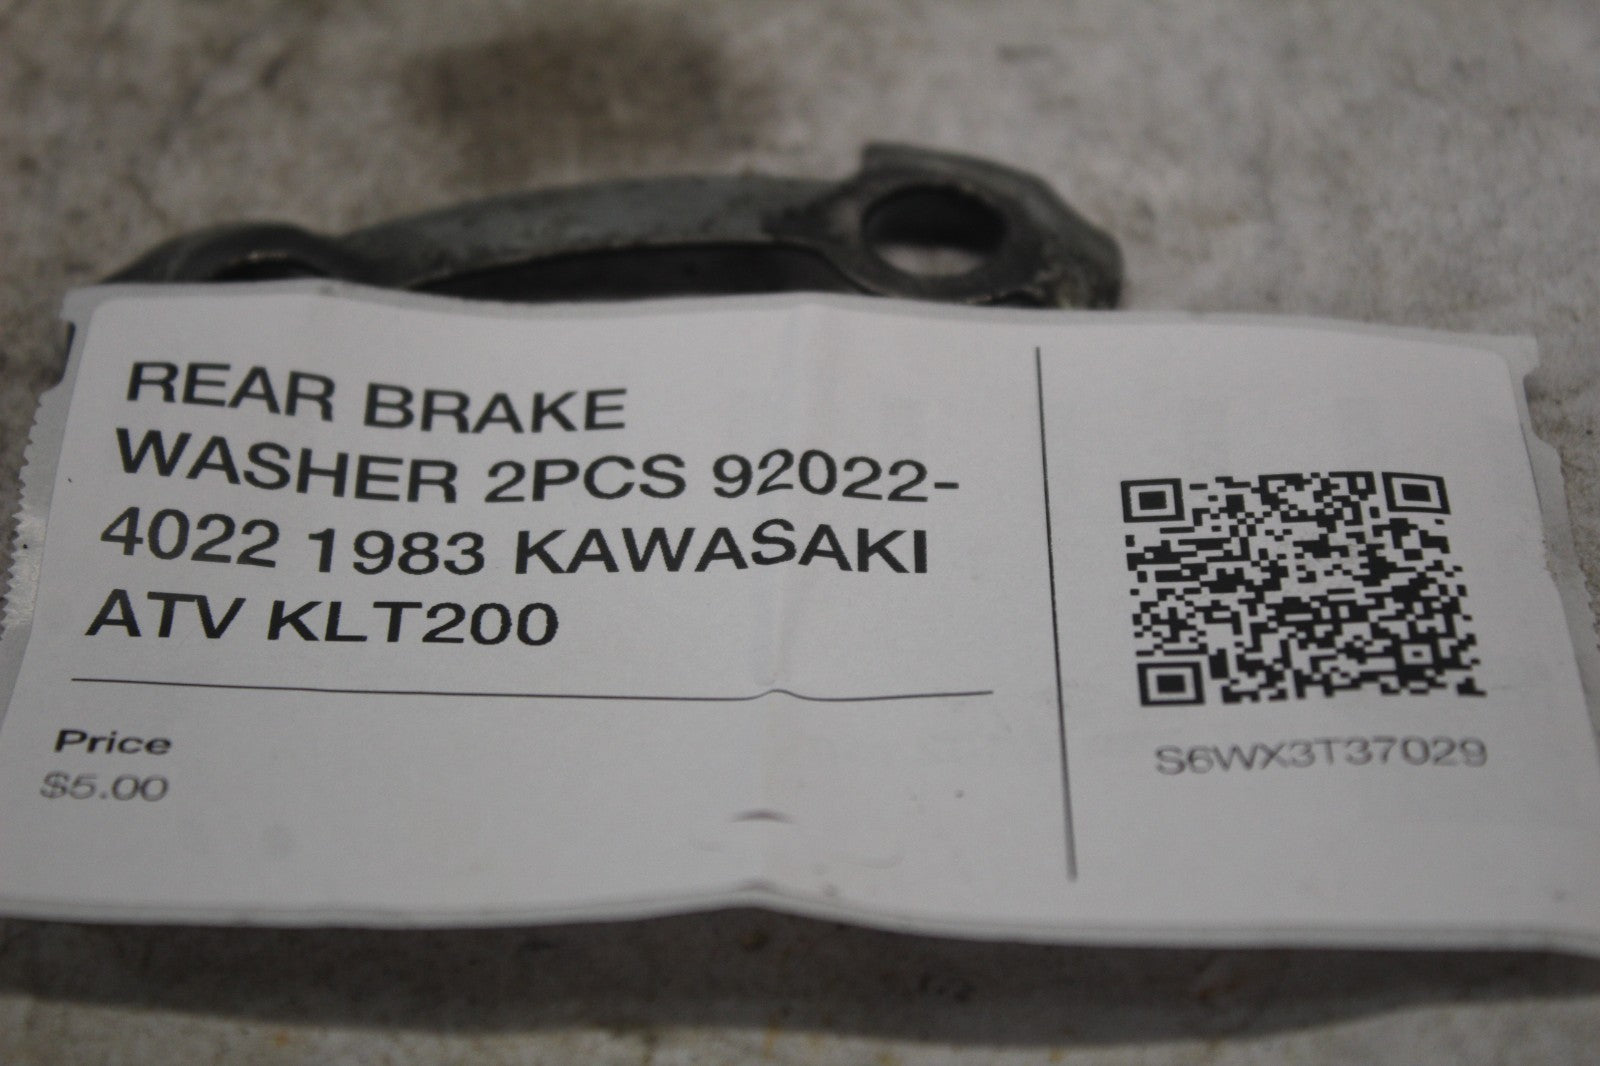 REAR BRAKE
WASHER 2PCS 92022-
4022 1983 KAWASAKI
ATV KLT200
Price
$5.00
S6WX3T37029